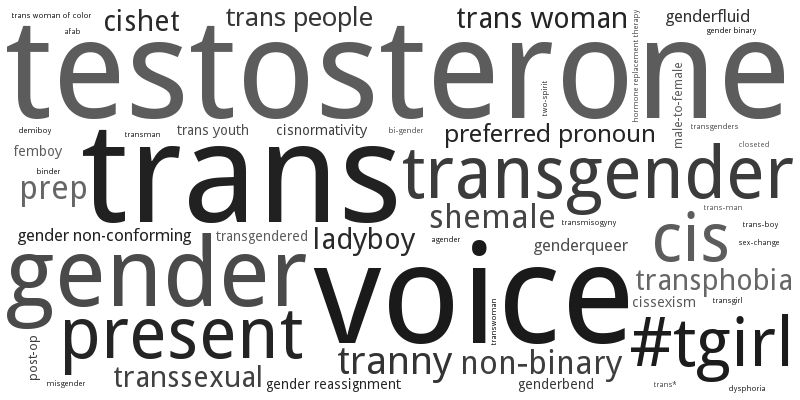 trans woman of color
cishet
trans people
trans woman
genderfluid
afab
gender binary
testosterone
hormone replacement therapy
two-spirit
male-to-female
demiboy
transman
trans youth
cisnormativity
bi-gender
preferred pronoun
transgenders
femboy
trans
closeted
binder
prep
transgender
shemale
transmisogyny
trans-man
trans-boy
gender non-conforming
transgendered
ladyboy
agender
genderqueer
cis
sex-change
gender
voice
transphobia
cissexism
transgirl
transwoman
present
post-op
#tgirl
tranny
non-binary
transsexual
misgender
gender reassignment
genderbend
trans*
dysphoria